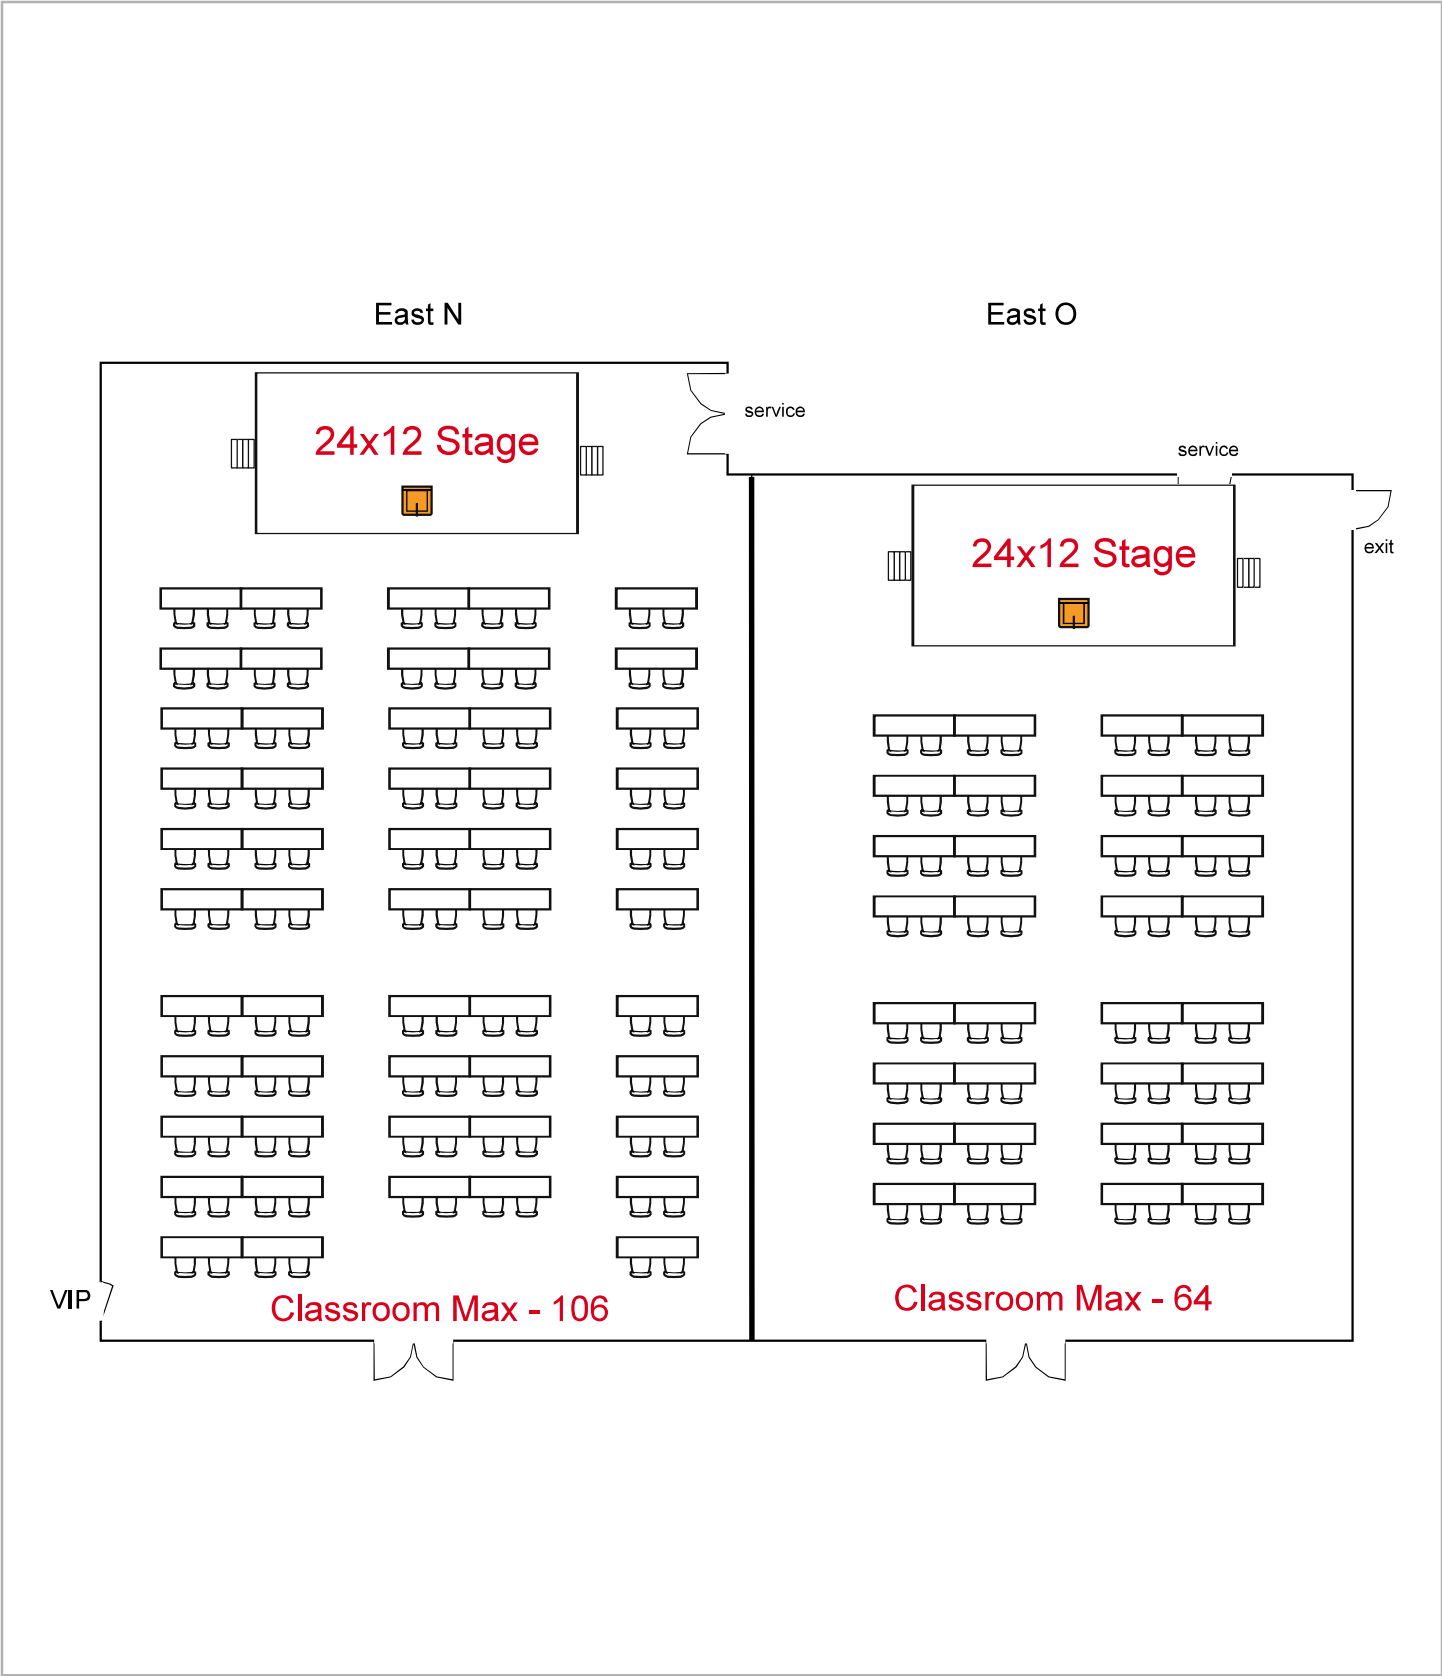 East N
East O
24x12 Stage
service
service
24x12 Stage
exit
VIP
Classroom Max - 106
Classroom Max - 64